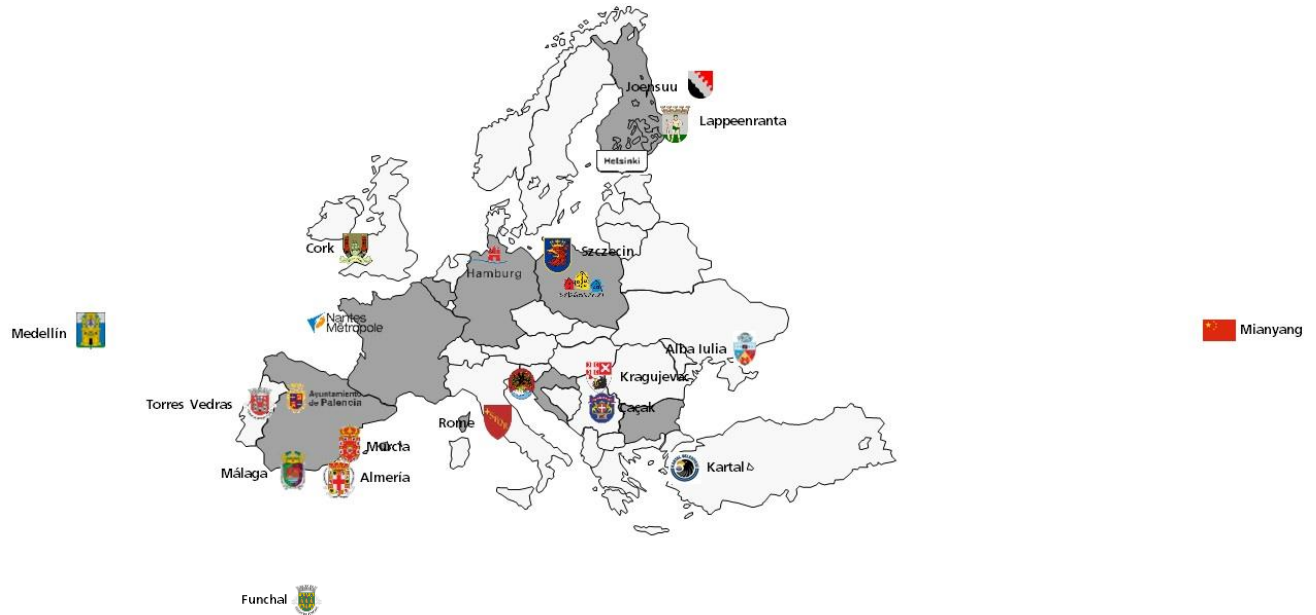 Joensuu
Lappeenranta
Helsinki
Cork
Szczecin
Hamburg
Nantes
Métropole
Medellín
Mianyang
Alba Iulia
Kragujevac
Torres Vedras
Ayuntamiento
de Palencia
Čaçak
Rome
Murcia
Málaga
Almería
Kartal
Funchal